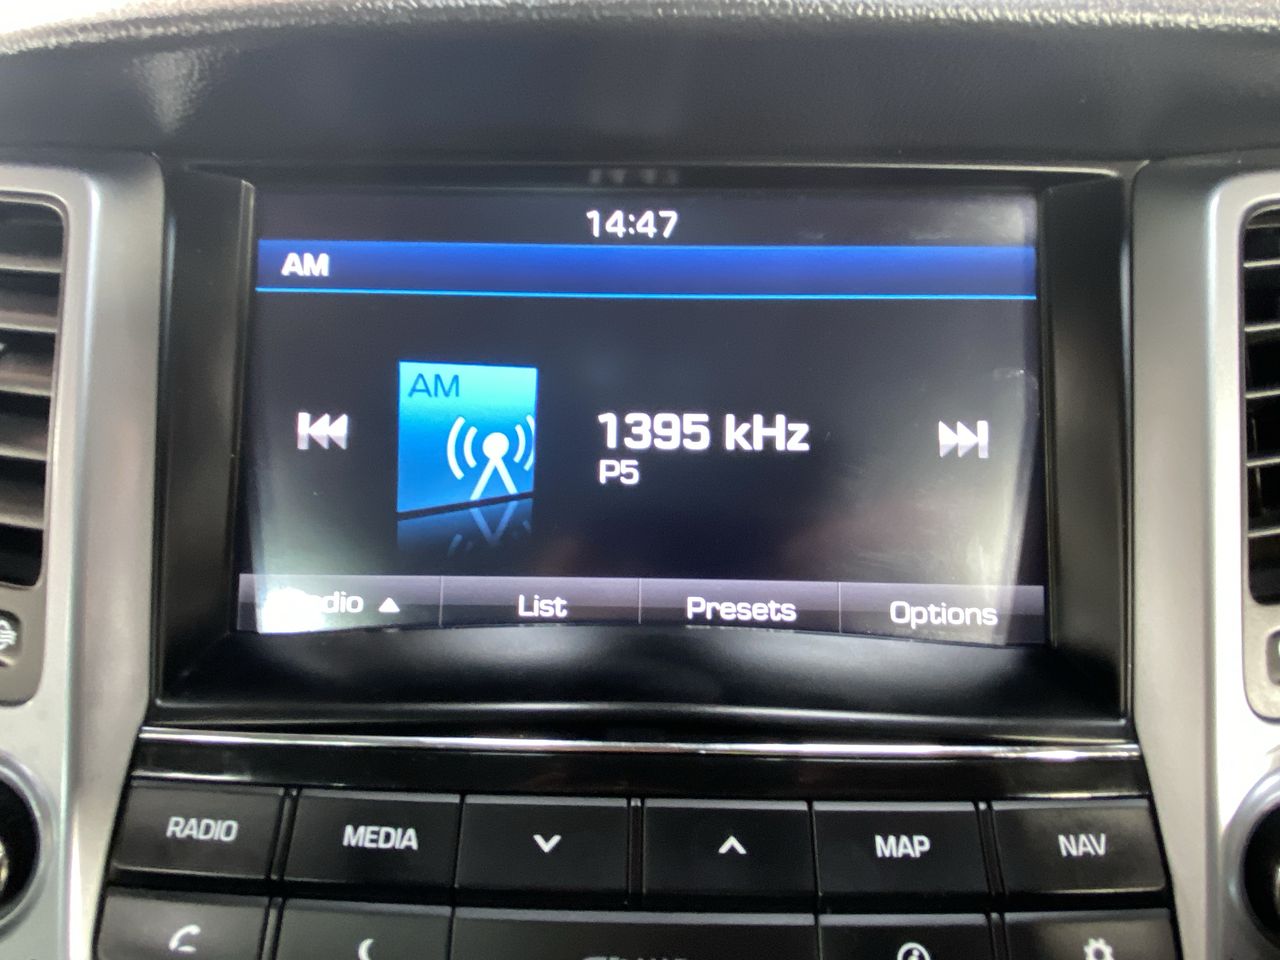 14:47
AM
AM
1395 kHz
P5
List
Presets
Options
RADIO
MEDIA
MAP
NAV